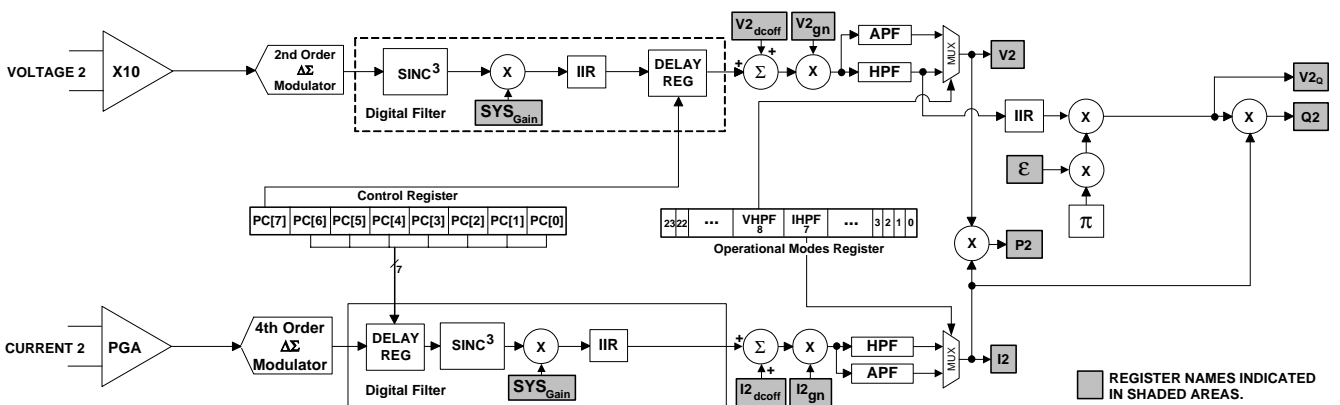 VOLTAGE 2
X10
2nd Order
ΔΣ
Modulator
SINC3
X
SYSGain
IIR
DELAY
REG
Digital Filter
V2dcoff
+
+
Σ
V2gn
X
APF
HPF
MUX
V2
IIR
X
V2Q
X
Q2
ε
X
π
Control Register
PC[7] PC[6] PC[5] PC[4] PC[3] PC[2] PC[1] PC[0]
7
23 22 ... VHPF 8 IHPF 7 ... 3 2 1 0
Operational Modes Register
X
P2
CURRENT 2
PGA
4th Order
ΔΣ
Modulator
DELAY
REG
SINC3
X
SYSGain
IIR
Digital Filter
+
+
Σ
I2dcoff
X
I2gn
HPF
APF
MUX
I2
REGISTER NAMES INDICATED
IN SHADED AREAS.